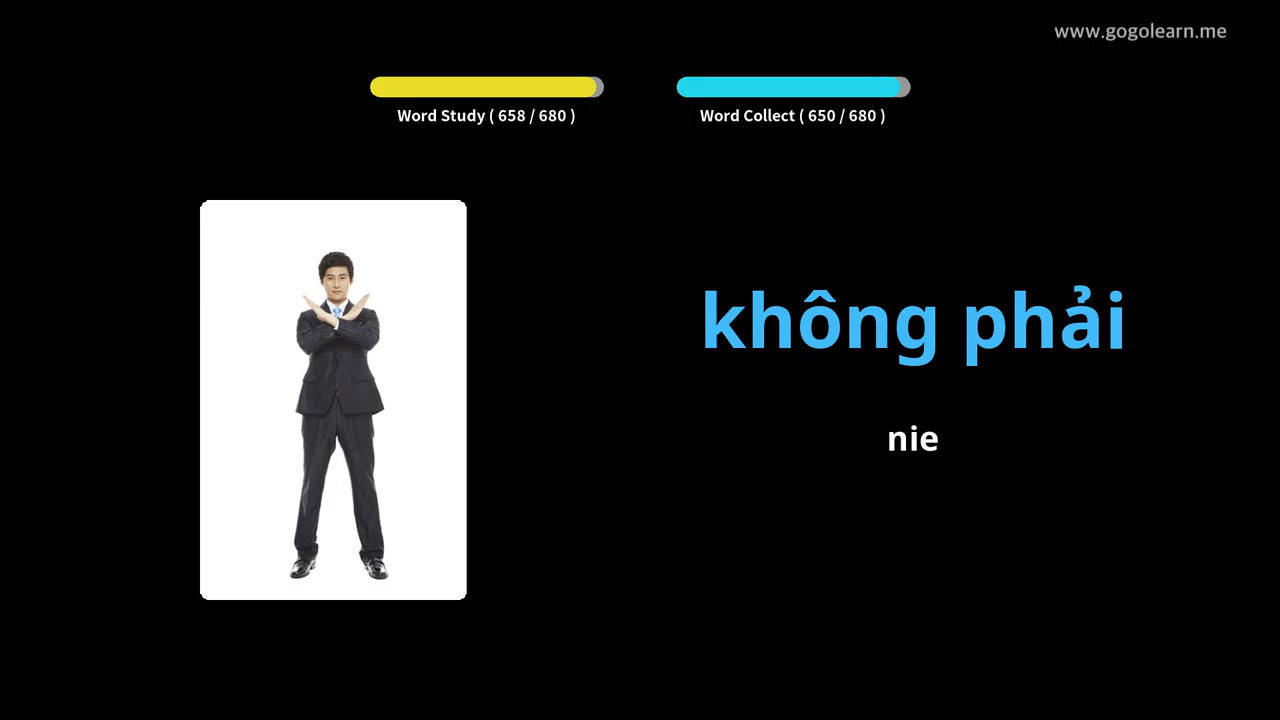 www.gogolearn.me
Word Study ( 658 / 680 )
Word Collect ( 650 / 680 )
không phải
nie